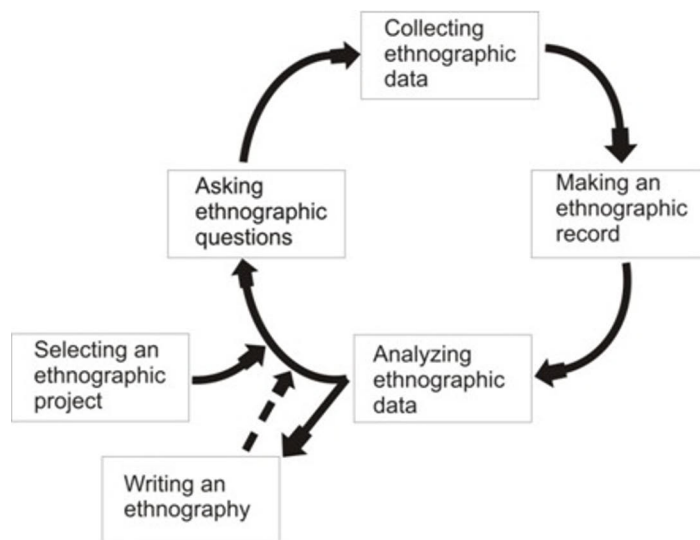 Collecting
ethnographic
data
Asking
ethnographic
questions
Making an
ethnographic
record
Selecting an
ethnographic
project
Analyzing
ethnographic
data
Writing an
ethnography